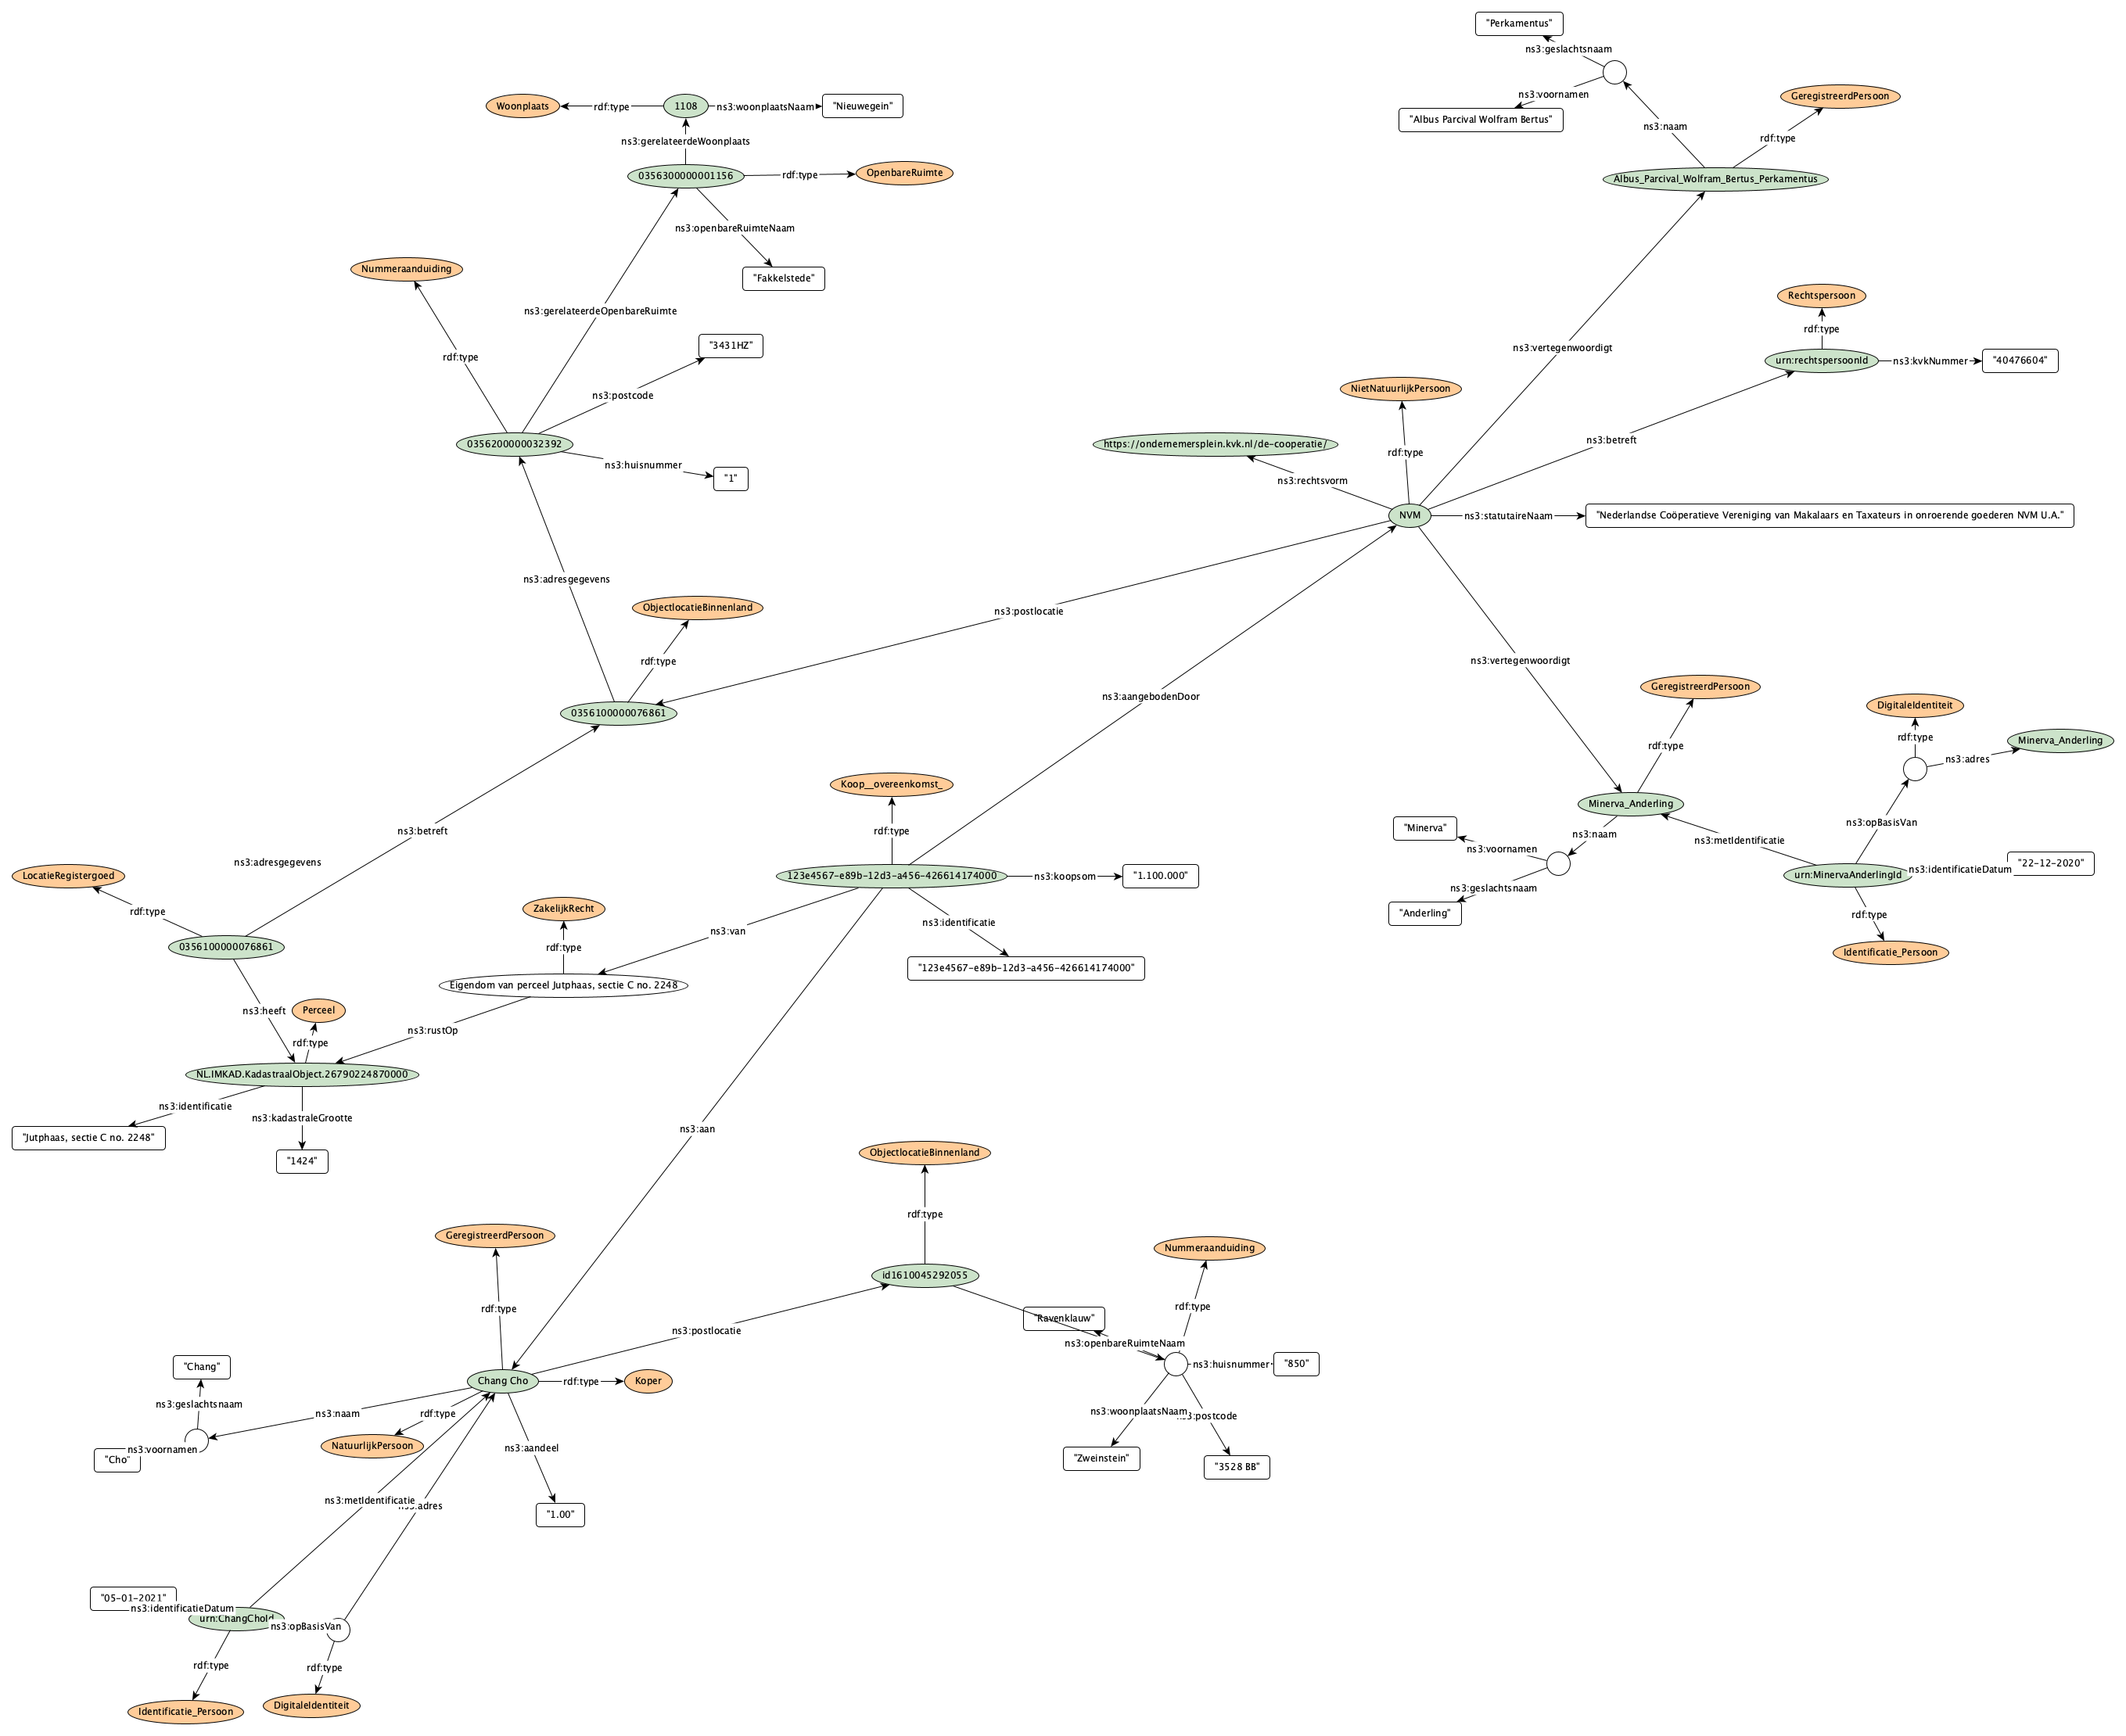 "Perkamentus"
ns3:geslachtsnaam
ns3:voornamen
"Albus Parcival Wolfram Bertus"
GeregistreerdPersoon
ns3:naam
rdf:type
Albus_Parcival_Wolfram_Bertus_Perkamentus
Woonplaats
rdf:type
1108
ns3:woonplaatsNaam
"Nieuwegein"
ns3:gerelateerdeWoonplaats
0356300000001156
rdf:type
OpenbareRuimte
ns3:openbareRuimteNaam
"Fakkelstede"
Nummeraanduiding
ns3:gerelateerdeOpenbareRuimte
rdf:type
"3431HZ"
ns3:postcode
0356200000032392
ns3:huisnummer
"1"
ns3:vertegenwoordigt
Rechtspersoon
rdf:type
urn:rechtspersoonId
ns3:kvkNummer
"40476604"
NietNatuurlijkPersoon
https://ondernemersplein.kvk.nl/de-cooperatie/
rdf:type
ns3:betreft
ns3:rechtsvorm
NVM
ns3:statutaireNaam
"Nederlandse Coöperatieve Vereniging van Makalaars en Taxateurs in onroerende goederen NVM U.A."
ns3:adresgegevens
ObjectlocatieBinnenland
ns3:postlocatie
rdf:type
0356100000076861
ns3:aangebodenDoor
ns3:vertegenwoordigt
GeregistreerdPersoon
rdf:type
DigitaleIdentiteit
rdf:type
Minerva_Anderling
ns3:adres
Minerva_Anderling
ns3:opBasisVan
"Minerva"
ns3:naam
ns3:voornamen
ns3:metIdentificatie
ns3:geslachtsnaam
"Anderling"
urn:MinervaAnderlingId
ns3:identificatieDatum
"22-12-2020"
rdf:type
Identificatie_Persoon
Koop__overeenkomst_
rdf:type
ns3:betreft
ns3:adresgegevens
LocatieRegistergoed
rdf:type
0356100000076861
123e4567-e89b-12d3-a456-426614174000
ns3:koopsom
"1.100.000"
ZakelijkRecht
ns3:van
ns3:identificatie
rdf:type
"123e4567-e89b-12d3-a456-426614174000"
Eigendom van perceel Jutphaas, sectie C no. 2248
ns3:heeft
Perceel
ns3:rustOp
rdf:type
NL.IMKAD.KadastraalObject.26790224870000
ns3:identificatie
ns3:kadastraleGrootte
"Jutphaas, sectie C no. 2248"
"1424"
ns3:aan
ObjectlocatieBinnenland
rdf:type
GeregistreerdPersoon
Nummeraanduiding
id1610045292055
rdf:type
rdf:type
"Ravenklauw"
ns3:postlocatie
ns3:openbareRuimteNaam
ns3:huisnummer
"850"
"Chang"
Chang Cho
rdf:type
Koper
ns3:geslachtsnaam
ns3:naam
rdf:type
ns3:woonplaatsNaam
ns3:postcode
NatuurlijkPersoon
ns3:voornamen
"Cho"
ns3:aandeel
"Zweinstein"
"3528 BB"
ns3:metIdentificatie
ns3:adres
"1.00"
"05-01-2021"
ns3:identificatieDatum
urn:ChangChoId
ns3:opBasisVan
rdf:type
rdf:type
Identificatie_Persoon
DigitaleIdentiteit